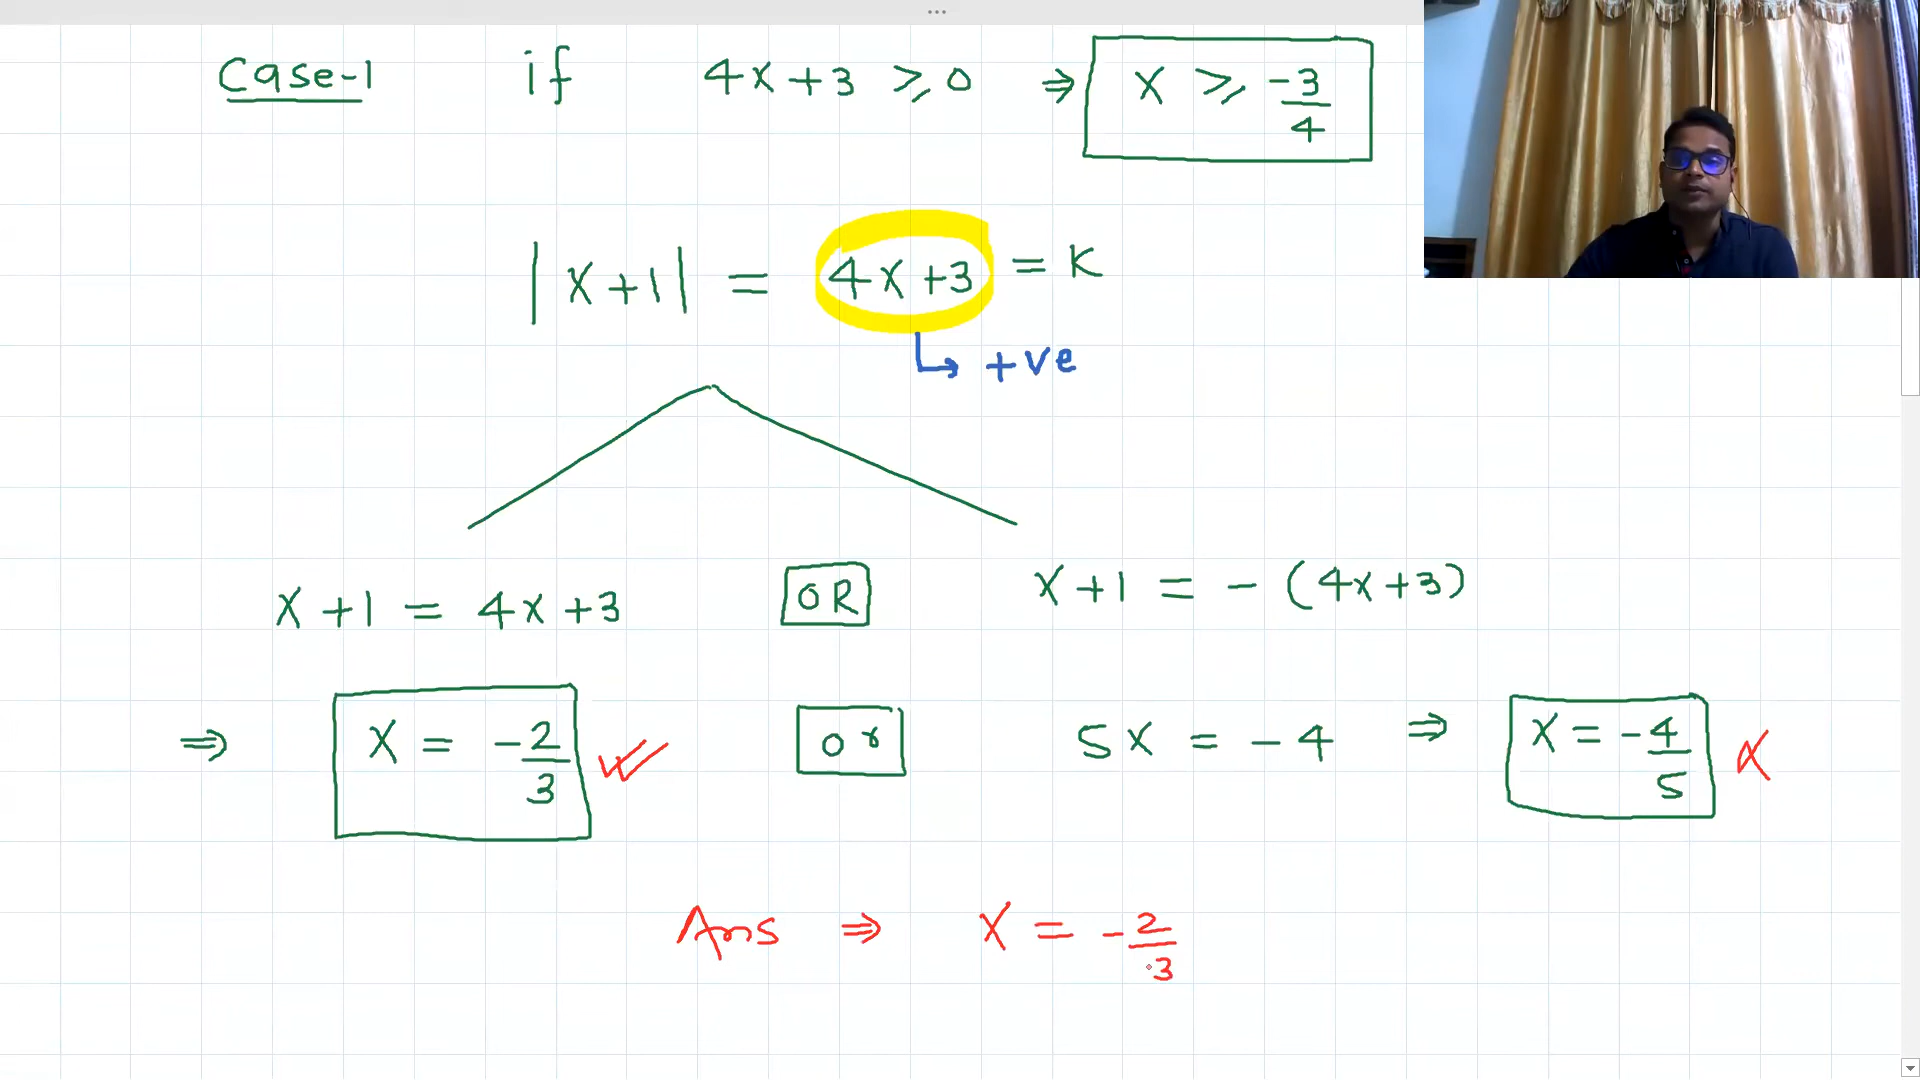 Case-1 if 4x+3 ≥ 0 ⇒ x ≥ -3/4
|x+1| = 4x+3 = K
↳ +ve
x+1 = 4x+3 OR x+1 = -(4x+3)
⇒ x = -2/3 or 5x = -4 ⇒ x = -4/5
Ans ⇒ x = -2/3